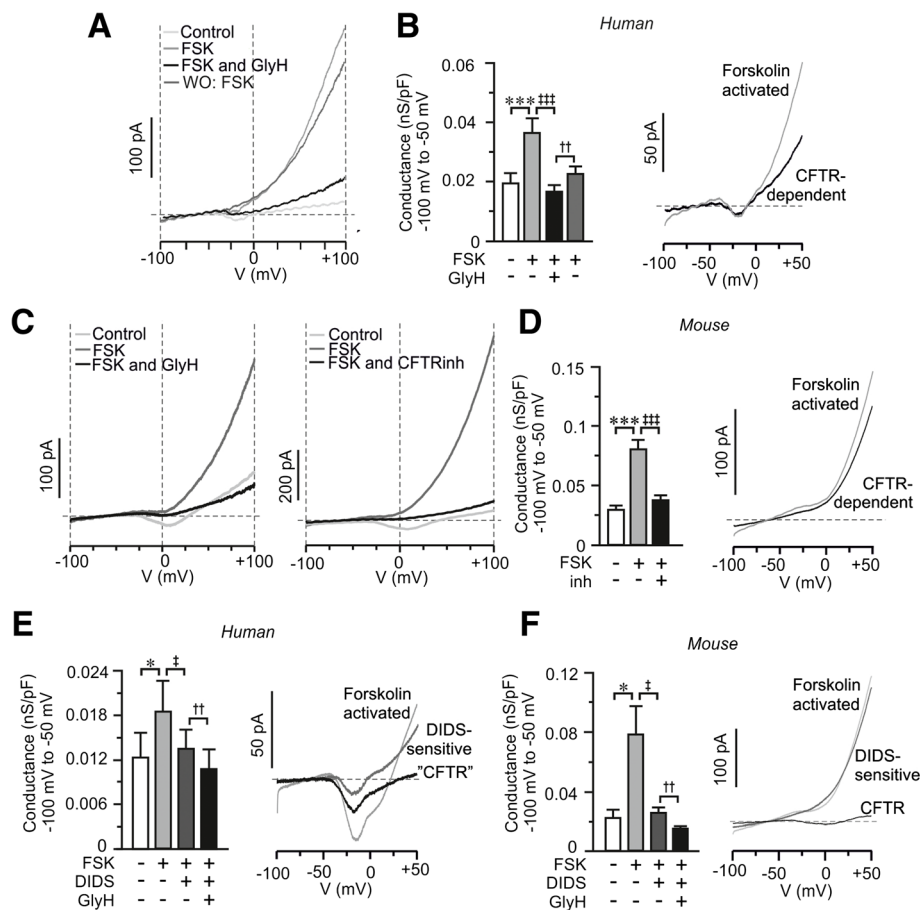 A
Control
FSK
FSK and GlyH
WO: FSK
100 pA
-100
0
+100
V (mV)
B
Human
Conductance (nS/pF)
-100 mV to -50 mV
0.06
0.04
0.02
0
*** ‡‡‡
††
FSK - + + +
GlyH - - + -
Forskolin
activated
50 pA
CFTR-
dependent
-100 -50 0 +50
V (mV)
C
Control
FSK
FSK and GlyH
100 pA
-100 0 +100
V (mV)
Control
FSK
FSK and CFTRinh
200 pA
-100 0 +100
V (mV)
D
Mouse
Conductance (nS/pF)
-100 mV to -50 mV
0.15
0.1
0.05
0
*** ‡‡‡
FSK - + +
inh - - +
Forskolin
activated
100 pA
CFTR-
dependent
-100 -50 0 +50
V (mV)
E
Human
Conductance (nS/pF)
-100 mV to -50 mV
0.024
0.018
0.012
0.006
0
* ‡
††
FSK - + + +
DIDS - - + +
GlyH - - - +
Forskolin
activated
50 pA
DIDS-
sensitive
"CFTR"
-100 -50 0 +50
V (mV)
F
Mouse
Conductance (nS/pF)
-100 mV to -50 mV
0.12
0.08
0.04
0
* ‡
††
FSK - + + +
DIDS - - + +
GlyH - - - +
Forskolin
activated
100 pA
DIDS-
sensitive
CFTR
-100 -50 0 +50
V (mV)